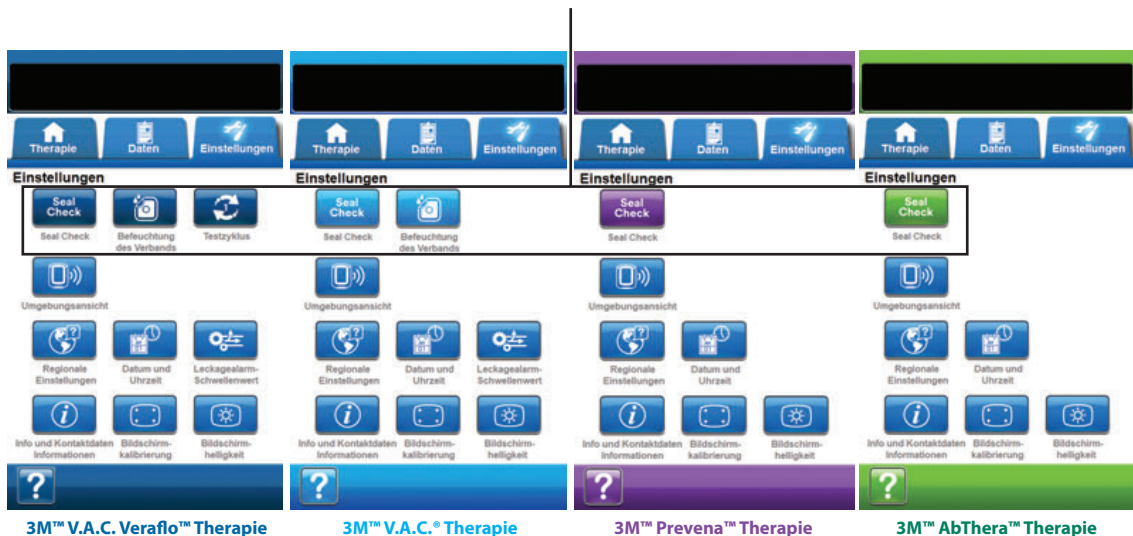 Therapie
Daten
Einstellungen
Einstellungen
Seal
Check
Seal Check
Befeuchtung
des Verbands
Testzyklus
Umgebungsansicht
Regionale
Einstellungen
Datum und
Uhrzeit
Leckagealarm-
Schwellenwert
Info und Kontaktdaten
Informationen
Bildschirm-
kalibrierung
Bildschirm-
helligkeit
?
3M™ V.A.C. Veraflo™ Therapie
Therapie
Daten
Einstellungen
Einstellungen
Seal
Check
Seal Check
Befeuchtung
des Verbands
Umgebungsansicht
Regionale
Einstellungen
Datum und
Uhrzeit
Leckagealarm-
Schwellenwert
Info und Kontaktdaten
Informationen
Bildschirm-
kalibrierung
Bildschirm-
helligkeit
?
3M™ V.A.C.® Therapie
Therapie
Daten
Einstellungen
Einstellungen
Seal
Check
Seal Check
Umgebungsansicht
Regionale
Einstellungen
Datum und
Uhrzeit
Info und Kontaktdaten
Informationen
Bildschirm-
kalibrierung
Bildschirm-
helligkeit
?
3M™ Prevena™ Therapie
Therapie
Daten
Einstellungen
Einstellungen
Seal
Check
Seal Check
Umgebungsansicht
Regionale
Einstellungen
Datum und
Uhrzeit
Info und Kontaktdaten
Informationen
Bildschirm-
kalibrierung
Bildschirm-
helligkeit
?
3M™ AbThera™ Therapie